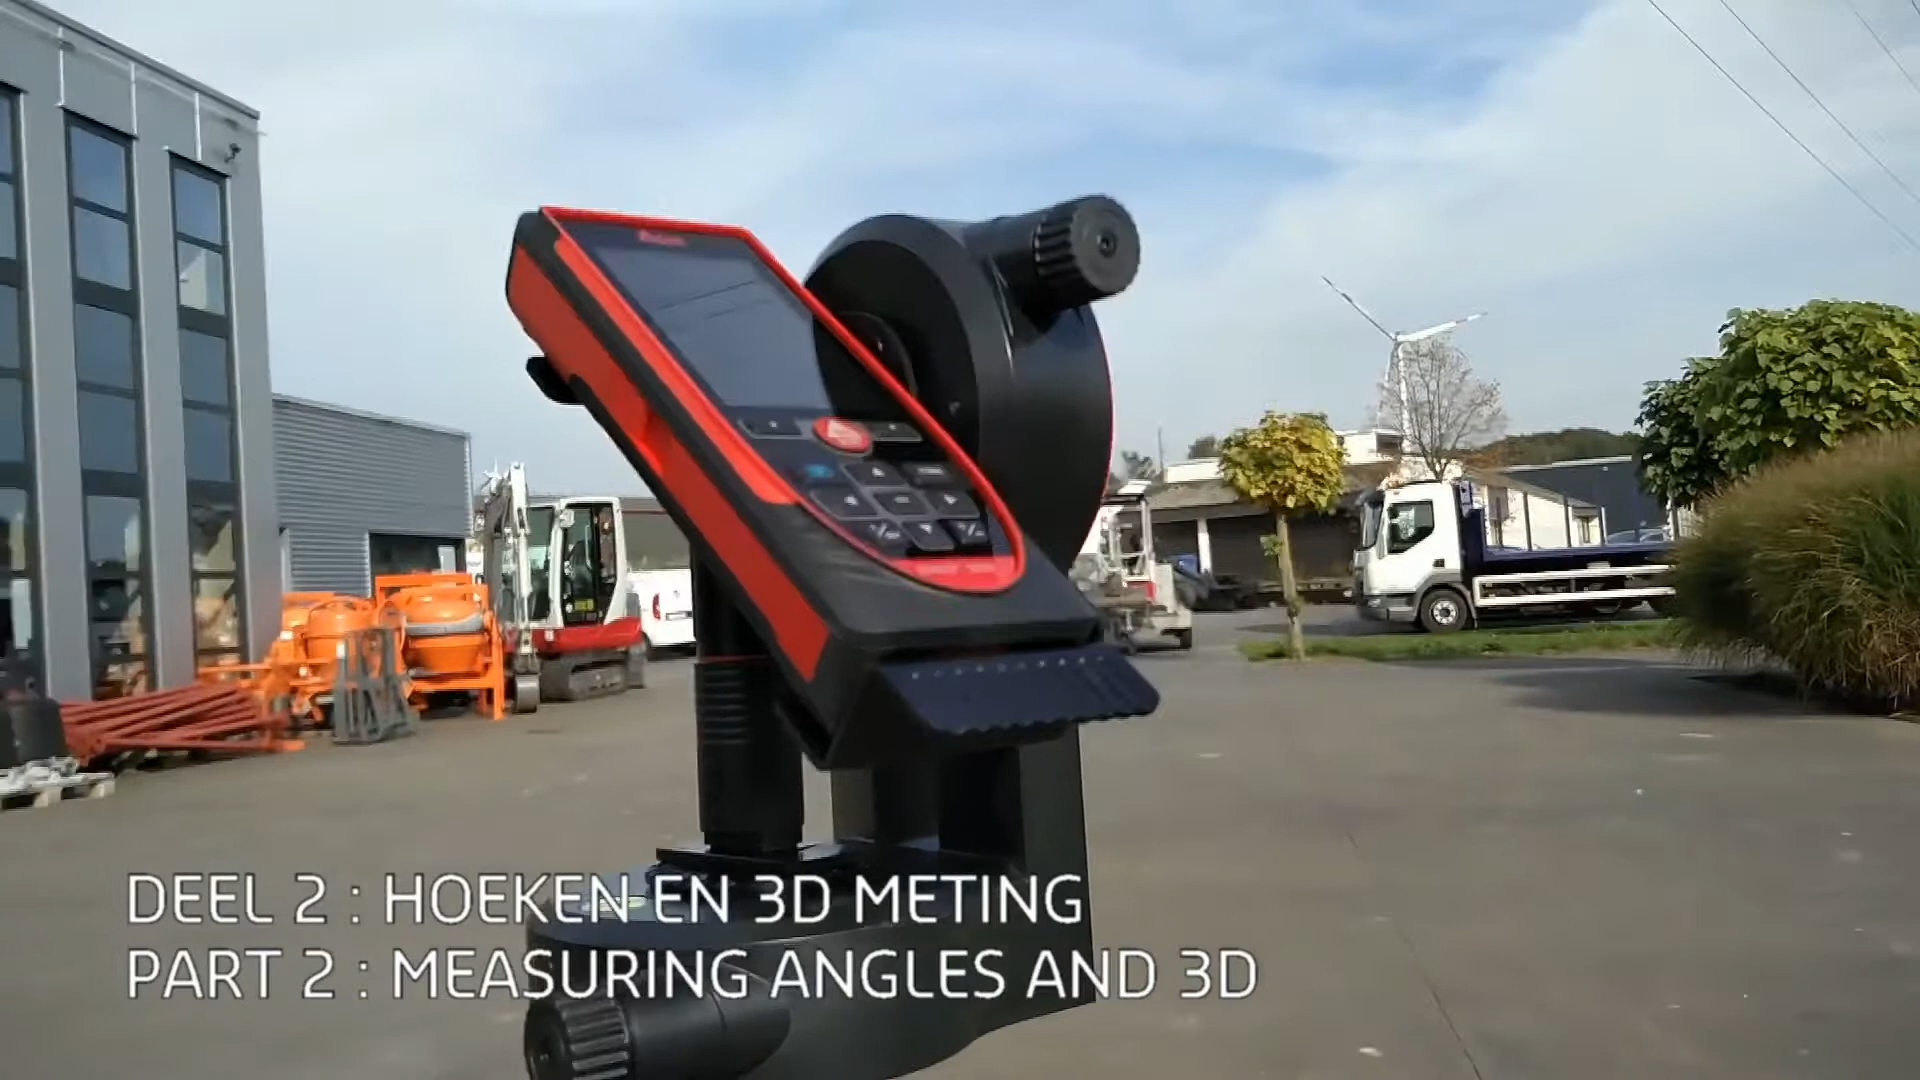 DEEL 2 : HOEKEN EN 3D METING
PART 2 : MEASURING ANGLES AND 3D